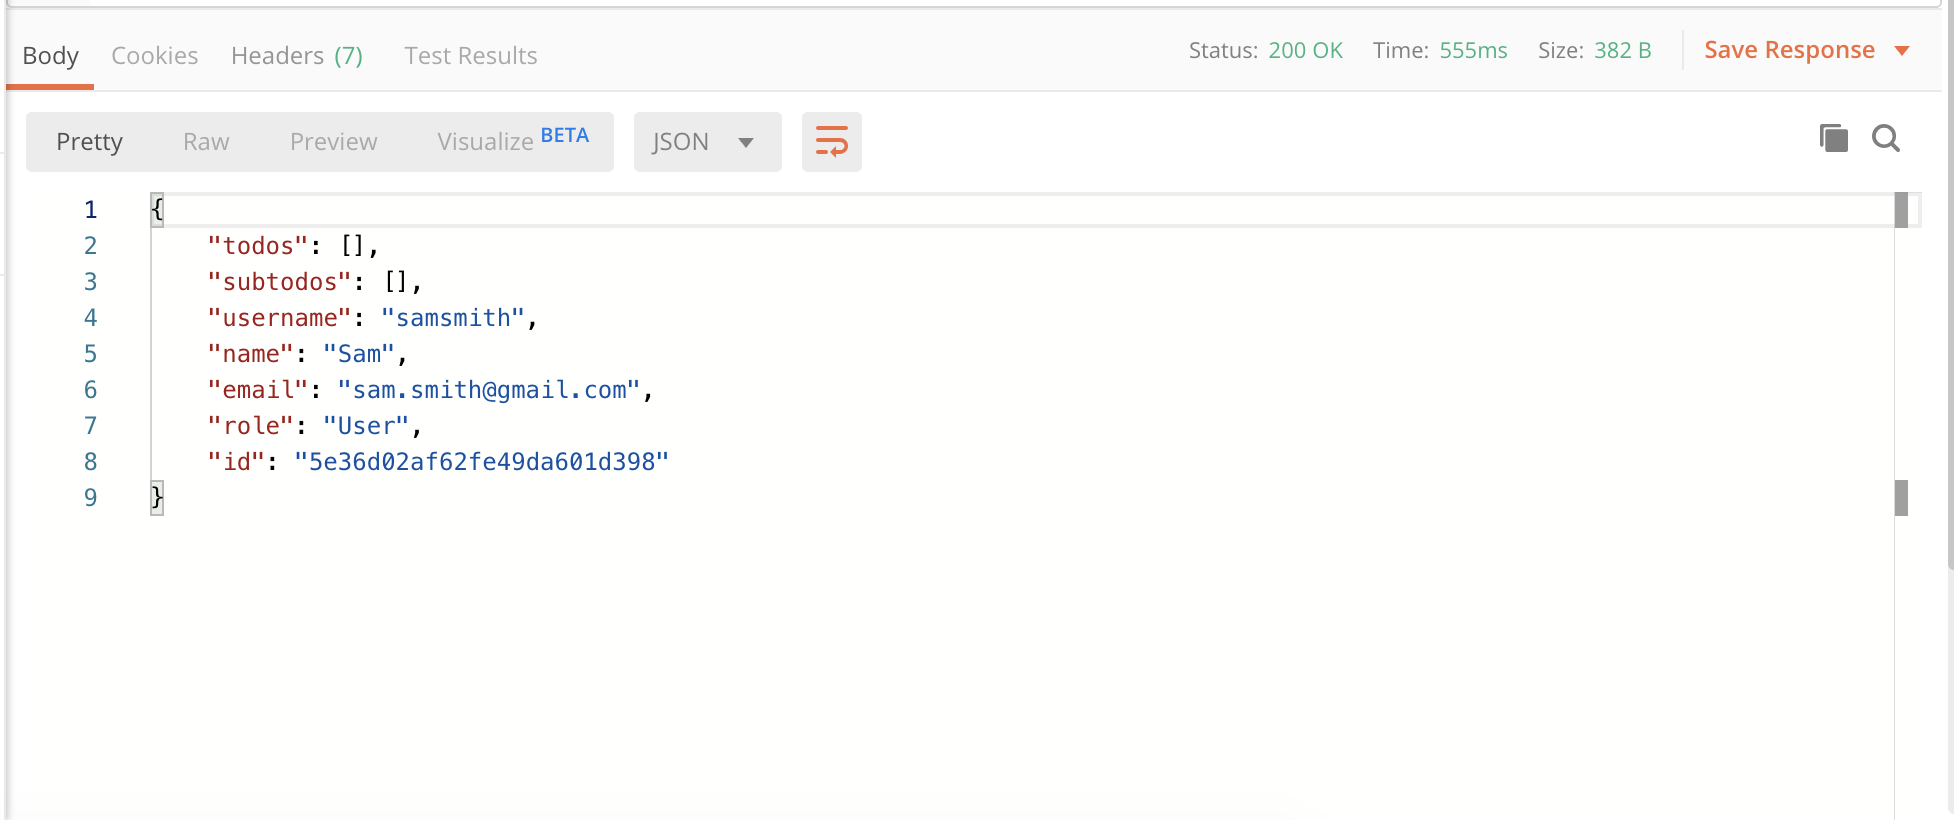 Body Cookies Headers (7) Test Results Status: 200 OK Time: 555ms Size: 382 B Save Response
Pretty Raw Preview Visualize BETA JSON
1 {
2 "todos": [],
3 "subtodos": [],
4 "username": "samsmith",
5 "name": "Sam",
6 "email": "sam.smith@gmail.com",
7 "role": "User",
8 "id": "5e36d02af62fe49da601d398"
9 }